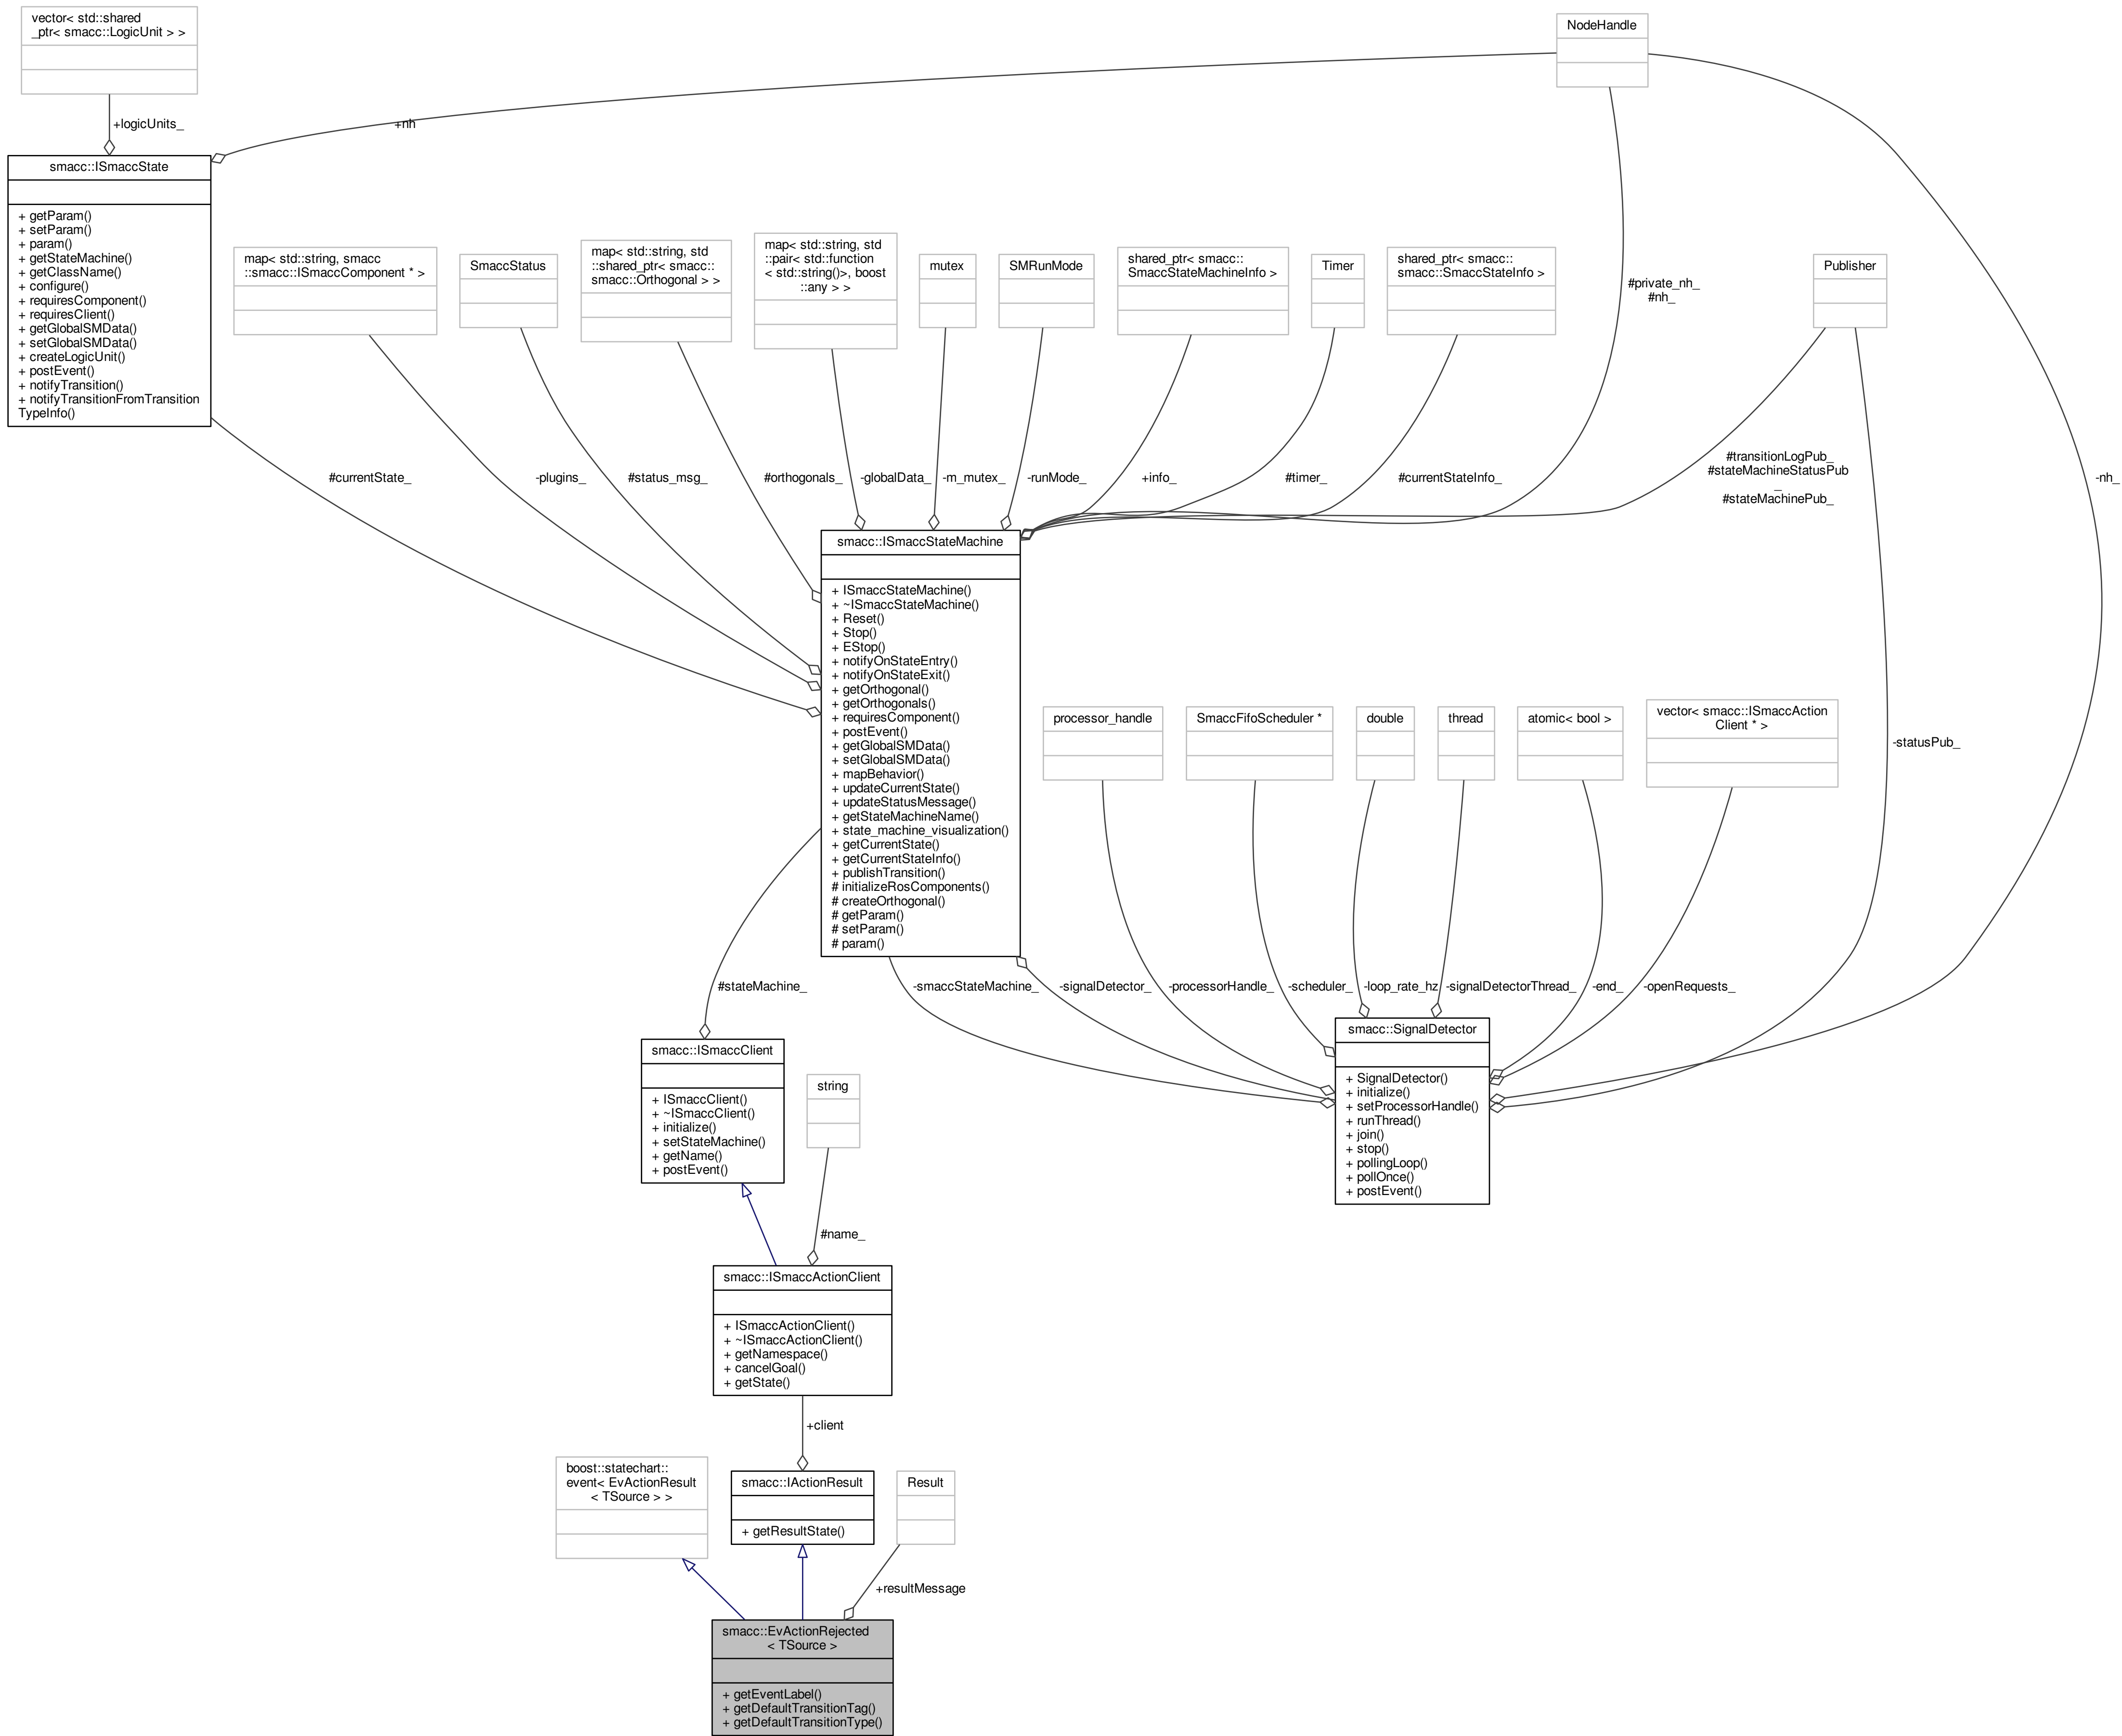 vector< std::shared
_ptr< smacc::LogicUnit > >
NodeHandle
+logicUnits_
+nh
smacc::ISmaccState
+ getParam()
+ setParam()
+ param()
+ getStateMachine()
+ getClassName()
+ configure()
+ requiresComponent()
+ requiresClient()
+ getGlobalSMData()
+ setGlobalSMData()
+ createLogicUnit()
+ postEvent()
+ notifyTransition()
+ notifyTransitionFromTransition
TypeInfo()
map< std::string, smacc
::smacc::ISmaccComponent * >
SmaccStatus
map< std::string, std
::shared_ptr< smacc::
smacc::Orthogonal > >
map< std::string, std
::pair< std::function
< std::string()>, boost
::any > >
mutex
SMRunMode
shared_ptr< smacc::
SmaccStateMachineInfo >
Timer
shared_ptr< smacc::
smacc::SmaccStateInfo >
Publisher
#private_nh_
#nh_
#currentState_
-plugins_
#status_msg_
#orthogonals_
-globalData_
-m_mutex_
-runMode_
+info_
#timer_
#currentStateInfo_
#transitionLogPub_
#stateMachineStatusPub
_
#stateMachinePub_
-nh_
smacc::ISmaccStateMachine
+ ISmaccStateMachine()
+ ~ISmaccStateMachine()
+ Reset()
+ Stop()
+ EStop()
+ notifyOnStateEntry()
+ notifyOnStateExit()
+ getOrthogonal()
+ getOrthogonals()
+ requiresComponent()
+ postEvent()
+ getGlobalSMData()
+ setGlobalSMData()
+ mapBehavior()
+ updateCurrentState()
+ updateStatusMessage()
+ getStateMachineName()
+ state_machine_visualization()
+ getCurrentState()
+ getCurrentStateInfo()
+ publishTransition()
# initializeRosComponents()
# createOrthogonal()
# getParam()
# setParam()
# param()
processor_handle
SmaccFifoScheduler *
double
thread
atomic< bool >
vector< smacc::ISmaccAction
Client * >
-statusPub_
#stateMachine_
-smaccStateMachine_
-signalDetector_
-processorHandle_
-scheduler_
-loop_rate_hz
-signalDetectorThread_
-end_
-openRequests_
smacc::SignalDetector
+ SignalDetector()
+ initialize()
+ setProcessorHandle()
+ runThread()
+ join()
+ stop()
+ pollingLoop()
+ pollOnce()
+ postEvent()
smacc::ISmaccClient
+ ISmaccClient()
+ ~ISmaccClient()
+ initialize()
+ setStateMachine()
+ getName()
+ postEvent()
string
#name_
smacc::ISmaccActionClient
+ ISmaccActionClient()
+ ~ISmaccActionClient()
+ getNamespace()
+ cancelGoal()
+ getState()
+client
boost::statechart::
event< EvActionResult
< TSource > >
smacc::IActionResult
+ getResultState()
Result
+resultMessage
smacc::EvActionRejected
< TSource >
+ getEventLabel()
+ getDefaultTransitionTag()
+ getDefaultTransitionType()